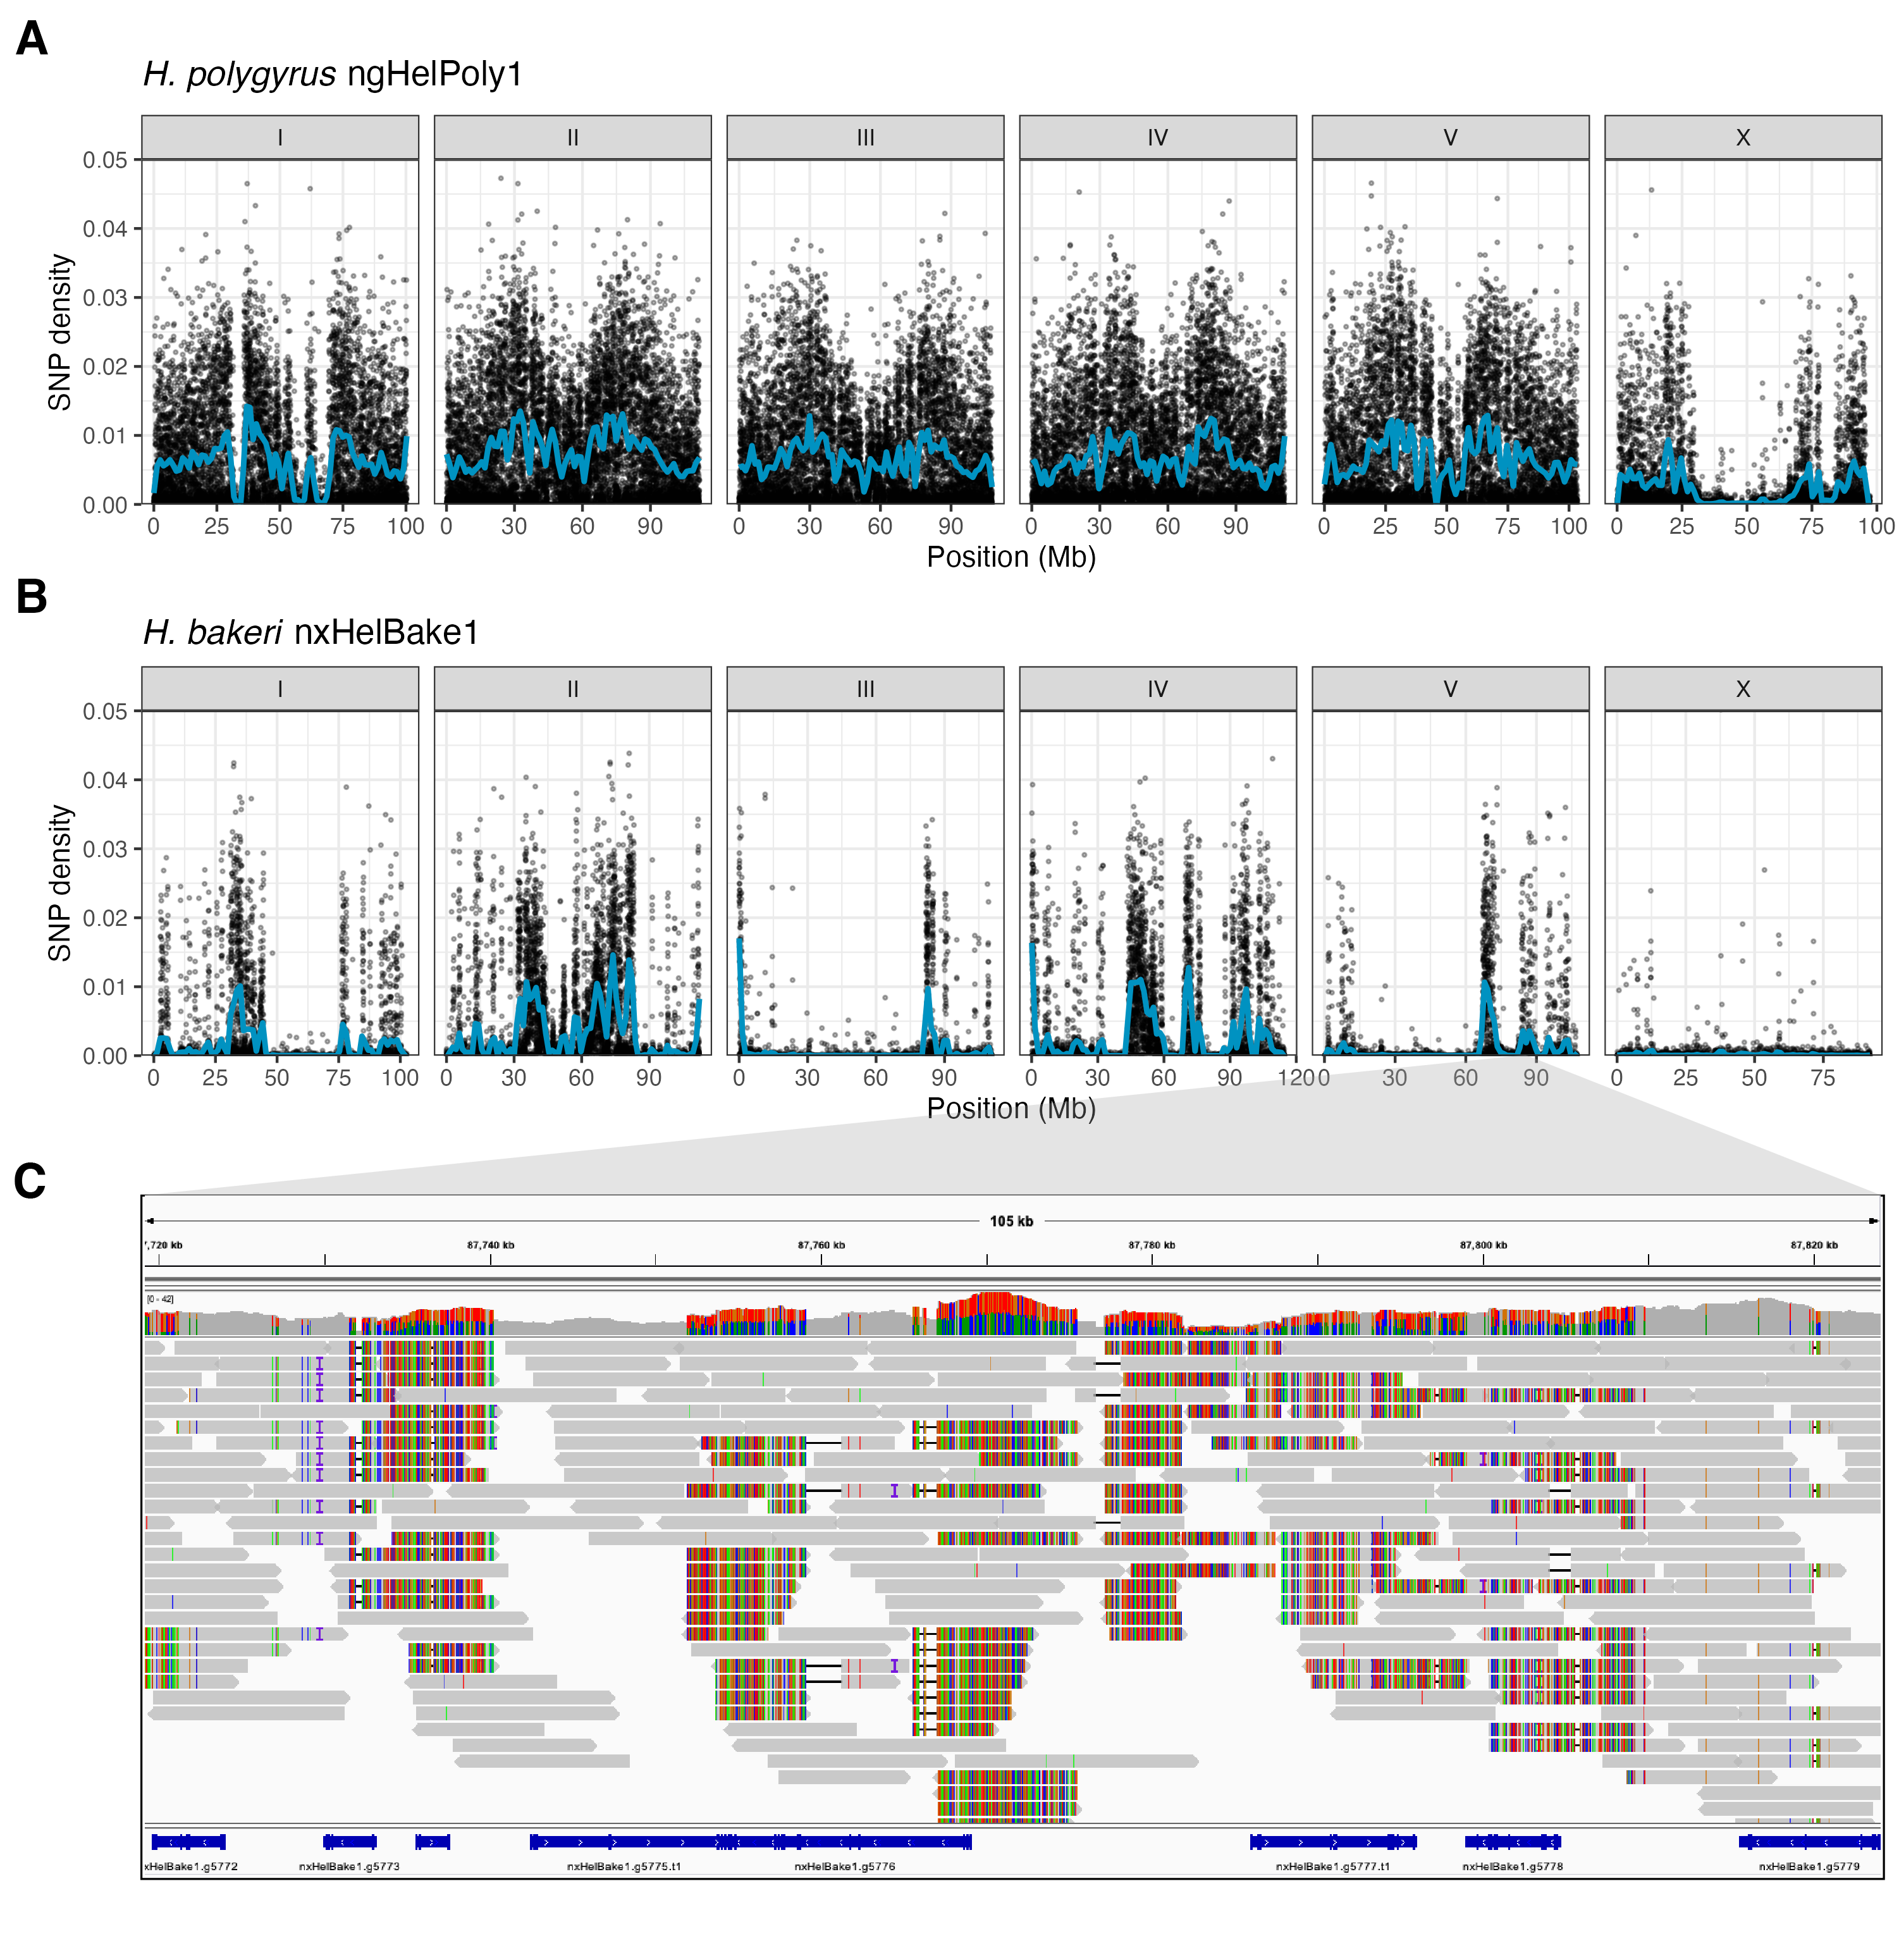 A
H. polygyrus ngHelPoly1
I II III IV V X
0.05
0.04
0.03
0.02
0.01
0.00
SNP density
0 25 50 75 100 0 30 60 90 0 30 60 90 0 30 60 90 0 25 50 75 100 0 25 50 75 100
Position (Mb)
B
H. bakeri nxHelBake1
I II III IV V X
0.05
0.04
0.03
0.02
0.01
0.00
SNP density
0 25 50 75 100 0 30 60 90 0 30 60 90 0 30 60 90 120 0 30 60 90 0 25 50 75
Position (Mb)
C
105 kb
',720 kb 87,740 kb 87,760 kb 87,780 kb 87,800 kb 87,820 kb
[0 - 42]
xHelBake1.g5772 nxHelBake1.g5773 nxHelBake1.g5775.t1 nxHelBake1.g5776 nxHelBake1.g5777.t1 nxHelBake1.g5778 nxHelBake1.g5779